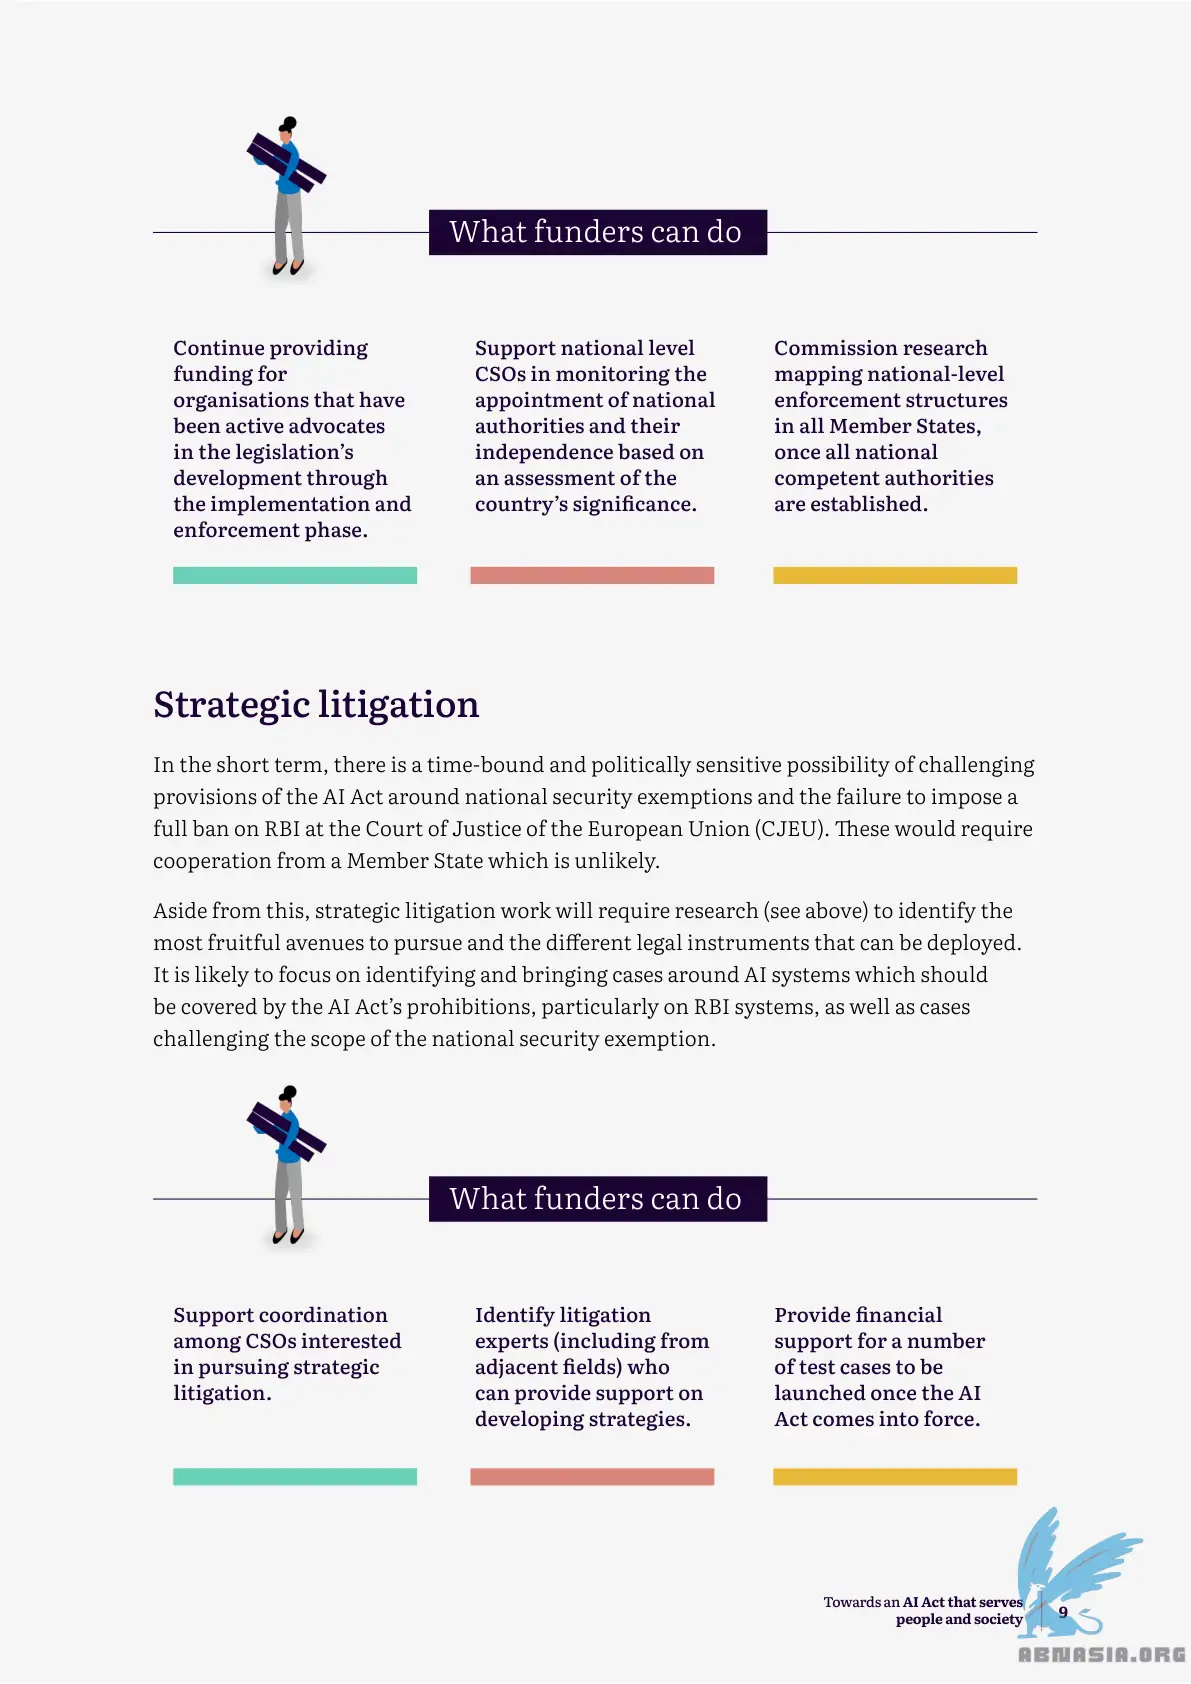 What funders can do
Continue providing
funding for
organisations that have
been active advocates
in the legislation’s
development through
the implementation and
enforcement phase.
Support national level
CSOs in monitoring the
appointment of national
authorities and their
independence based on
an assessment of the
country’s significance.
Commission research
mapping national-level
enforcement structures
in all Member States,
once all national
competent authorities
are established.
Strategic litigation
In the short term, there is a time-bound and politically sensitive possibility of challenging
provisions of the AI Act around national security exemptions and the failure to impose a
full ban on RBI at the Court of Justice of the European Union (CJEU). These would require
cooperation from a Member State which is unlikely.
Aside from this, strategic litigation work will require research (see above) to identify the
most fruitful avenues to pursue and the different legal instruments that can be deployed.
It is likely to focus on identifying and bringing cases around AI systems which should
be covered by the AI Act’s prohibitions, particularly on RBI systems, as well as cases
challenging the scope of the national security exemption.
What funders can do
Support coordination
among CSOs interested
in pursuing strategic
litigation.
Identify litigation
experts (including from
adjacent fields) who
can provide support on
developing strategies.
Provide financial
support for a number
of test cases to be
launched once the AI
Act comes into force.
Towards an AI Act that serves
people and society
9
ABNASIA.ORG